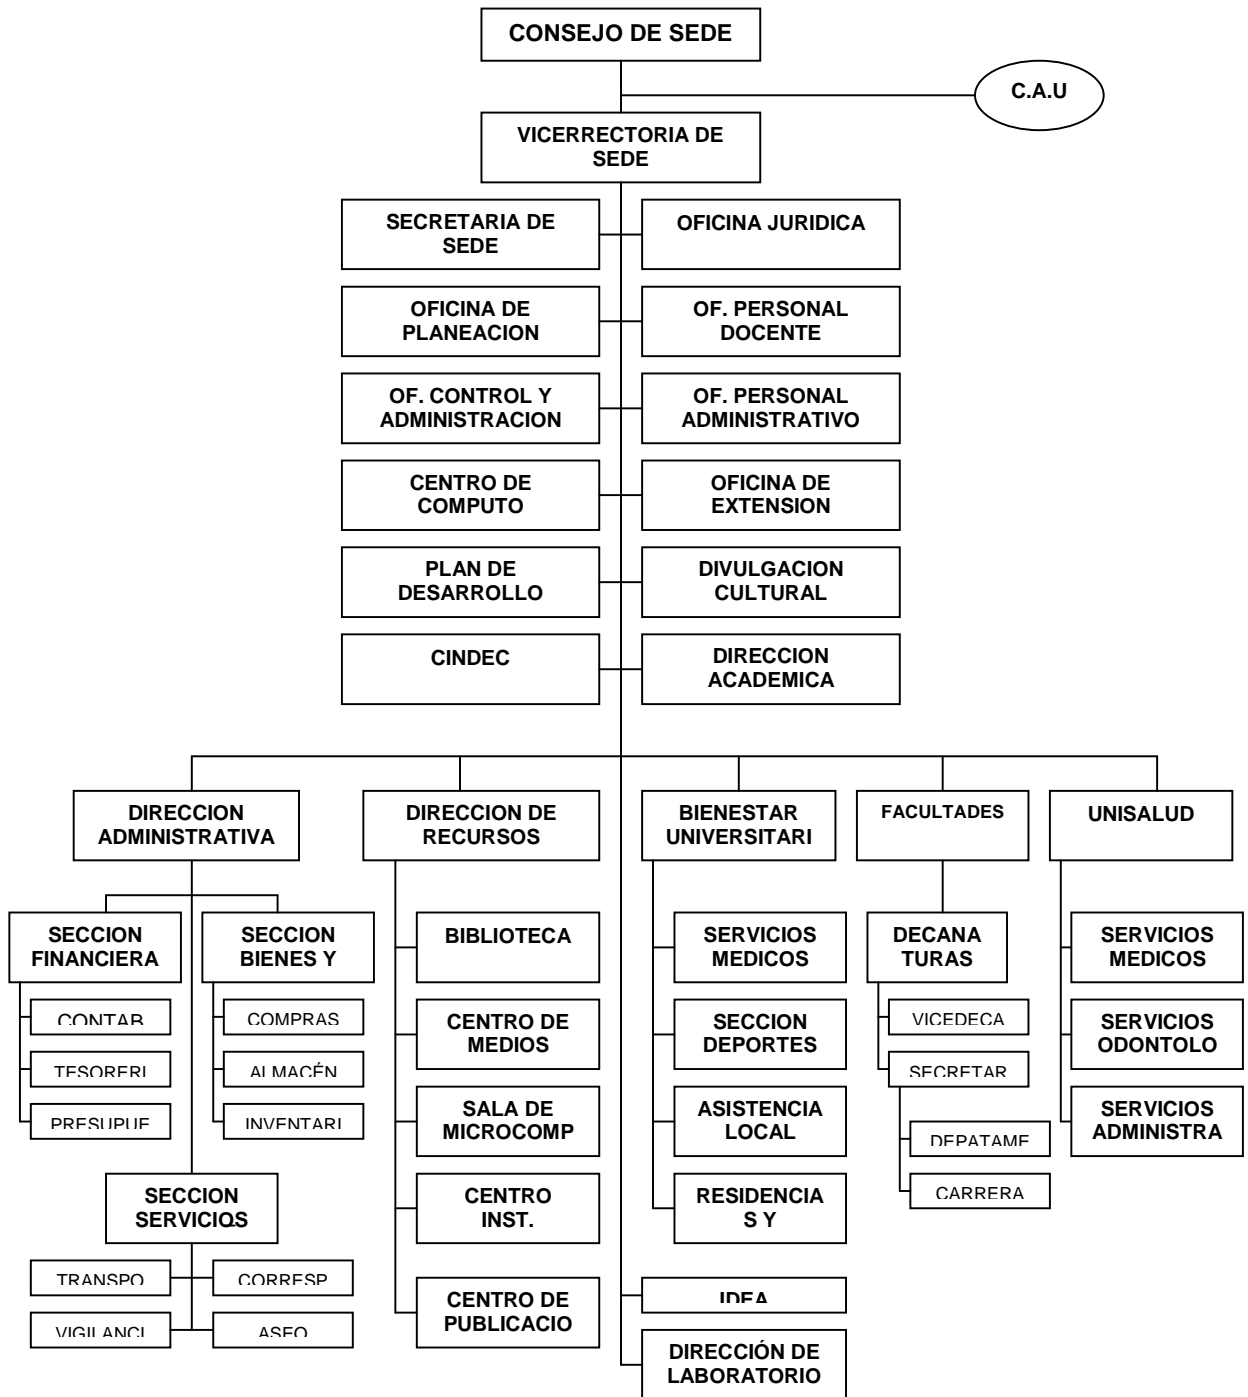 CONSEJO DE SEDE
C.A.U
VICERRECTORIA DE
SEDE
SECRETARIA DE
SEDE
OFICINA JURIDICA
OFICINA DE
PLANEACION
OF. PERSONAL
DOCENTE
OF. CONTROL Y
ADMINISTRACION
OF. PERSONAL
ADMINISTRATIVO
CENTRO DE
COMPUTO
OFICINA DE
EXTENSION
PLAN DE
DESARROLLO
DIVULGACION
CULTURAL
CINDEC
DIRECCION
ACADEMICA
DIRECCION
ADMINISTRATIVA
DIRECCION DE
RECURSOS
BIENESTAR
UNIVERSITARI
FACULTADES
UNISALUD
SECCION
FINANCIERA
SECCION
BIENES Y
BIBLIOTECA
SERVICIOS
MEDICOS
DECANA
TURAS
SERVICIOS
MEDICOS
CONTAB
COMPRAS
CENTRO DE
MEDIOS
SECCION
DEPORTES
VICEDECA
SERVICIOS
ODONTOLO
TESORERI
ALMACÉN
SECRETAR
PRESUPUE
INVENTARI
SALA DE
MICROCOMP
ASISTENCIA
LOCAL
DEPATAME
SERVICIOS
ADMINISTRA
SECCION
SERVICIOS
CENTRO
INST.
RESIDENCIA
S Y
CARRERA
TRANSPO
CORRESP
CENTRO DE
PUBLICACIO
IDEA
VIGILANCI
ASEO
DIRECCIÓN DE
LABORATORIO